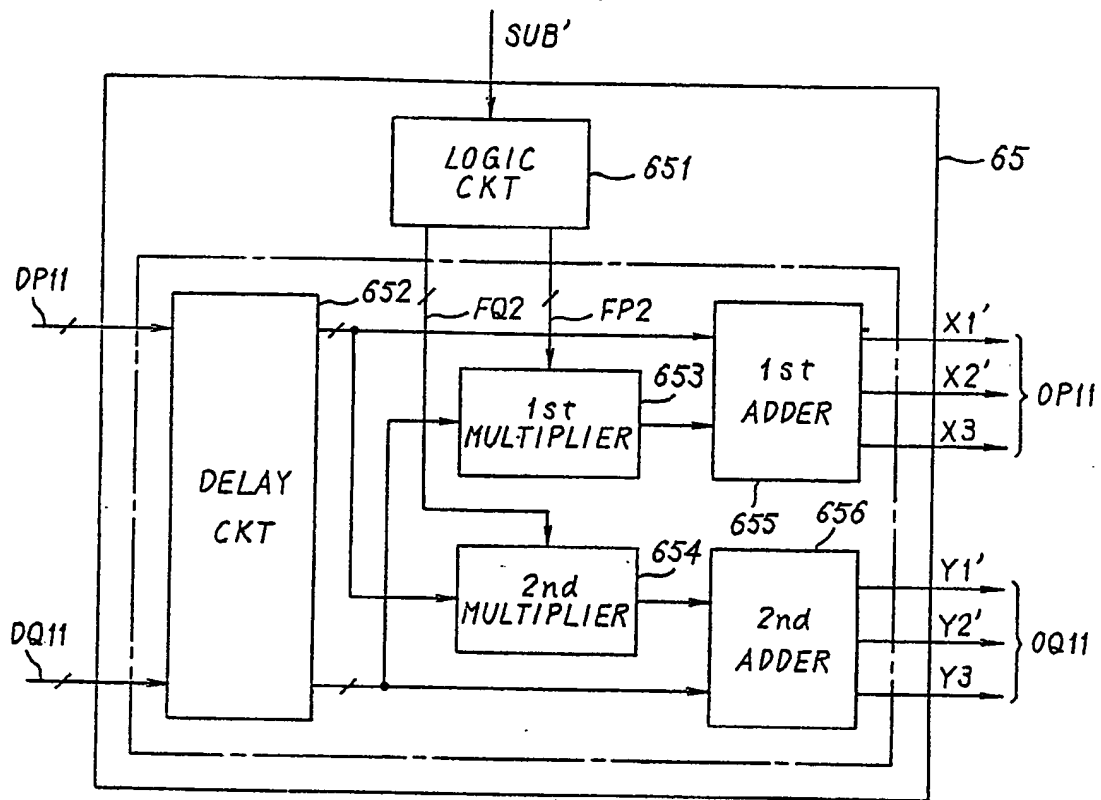 SUB'
LOGIC
CKT
651
65
DP11
652
FQ2
FP2
X1'
X2'
X3
OP11
1st
MULTIPLIER
653
1st
ADDER
655
DELAY
CKT
2nd
MULTIPLIER
654
656
2nd
ADDER
DQ11
Y1'
Y2'
Y3
OQ11